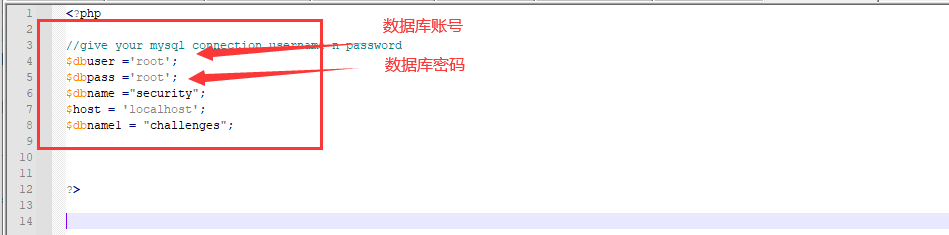 1 <?php
2
3 //give your mysql connection username n password
数据库账号
4 $dbuser ='root';
5 $dbpass ='root';
数据库密码
6 $dbname ="security";
7 $host = 'localhost';
8 $dbname1 = "challenges";
9
10
11
12 ?>
13
14